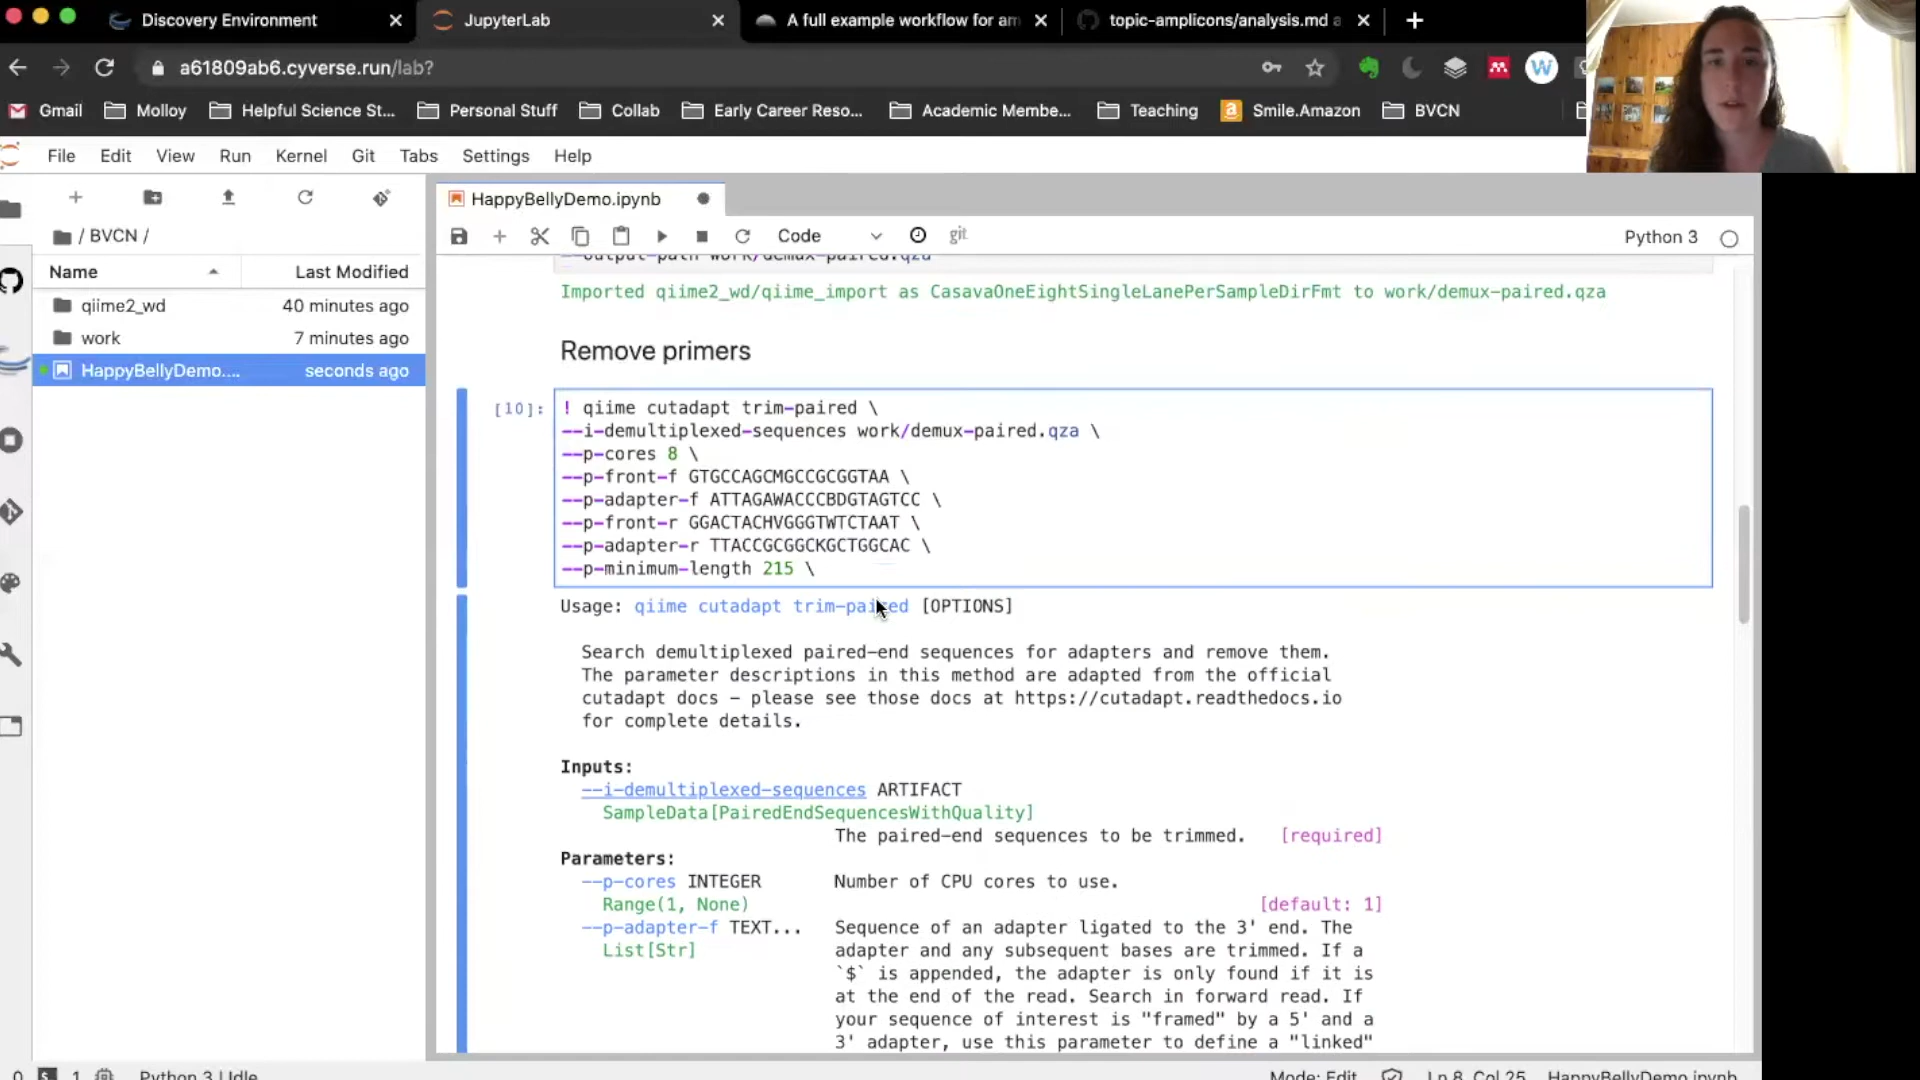 Discovery Environment
JupyterLab
A full example workflow for am
topic-amplicons/analysis.md a
a61809ab6.cyverse.run/lab?
Gmail
Molloy
Helpful Science St...
Personal Stuff
Collab
Early Career Reso...
Academic Membe...
Teaching
Smile.Amazon
BVCN
File Edit View Run Kernel Git Tabs Settings Help
HappyBellyDemo.ipynb
/ BVCN /
Code
git
Python 3
Name Last Modified
qiime2_wd 40 minutes ago
work 7 minutes ago
HappyBellyDemo.... seconds ago
--output-path work/demux-paired.qza
Imported qiime2_wd/qiime_import as CasavaOneEightSingleLanePerSampleDirFmt to work/demux-paired.qza
Remove primers
[10]:
! qiime cutadapt trim-paired \
--i-demultiplexed-sequences work/demux-paired.qza \
--p-cores 8 \
--p-front-f GTGCCAGCMGCCGCGGTAA \
--p-adapter-f ATTAGAWACCCBDGTAGTCC \
--p-front-r GGACTACHVGGGTWTCTAAT \
--p-adapter-r TTACCGCGGCKGCTGGCAC \
--p-minimum-length 215 \
Usage: qiime cutadapt trim-paired [OPTIONS]
Search demultiplexed paired-end sequences for adapters and remove them.
The parameter descriptions in this method are adapted from the official
cutadapt docs - please see those docs at https://cutadapt.readthedocs.io
for complete details.
Inputs:
--i-demultiplexed-sequences ARTIFACT
SampleData[PairedEndSequencesWithQuality]
The paired-end sequences to be trimmed. [required]
Parameters:
--p-cores INTEGER Number of CPU cores to use.
Range(1, None) [default: 1]
--p-adapter-f TEXT... Sequence of an adapter ligated to the 3' end. The
List[Str] adapter and any subsequent bases are trimmed. If a
`$` is appended, the adapter is only found if it is
at the end of the read. Search in forward read. If
your sequence of interest is "framed" by a 5' and a
3' adapter, use this parameter to define a "linked"
0 1 Python 3 | Idle Mode: Edit Ln 8, Col 25 HappyBellyDemo.ipynb